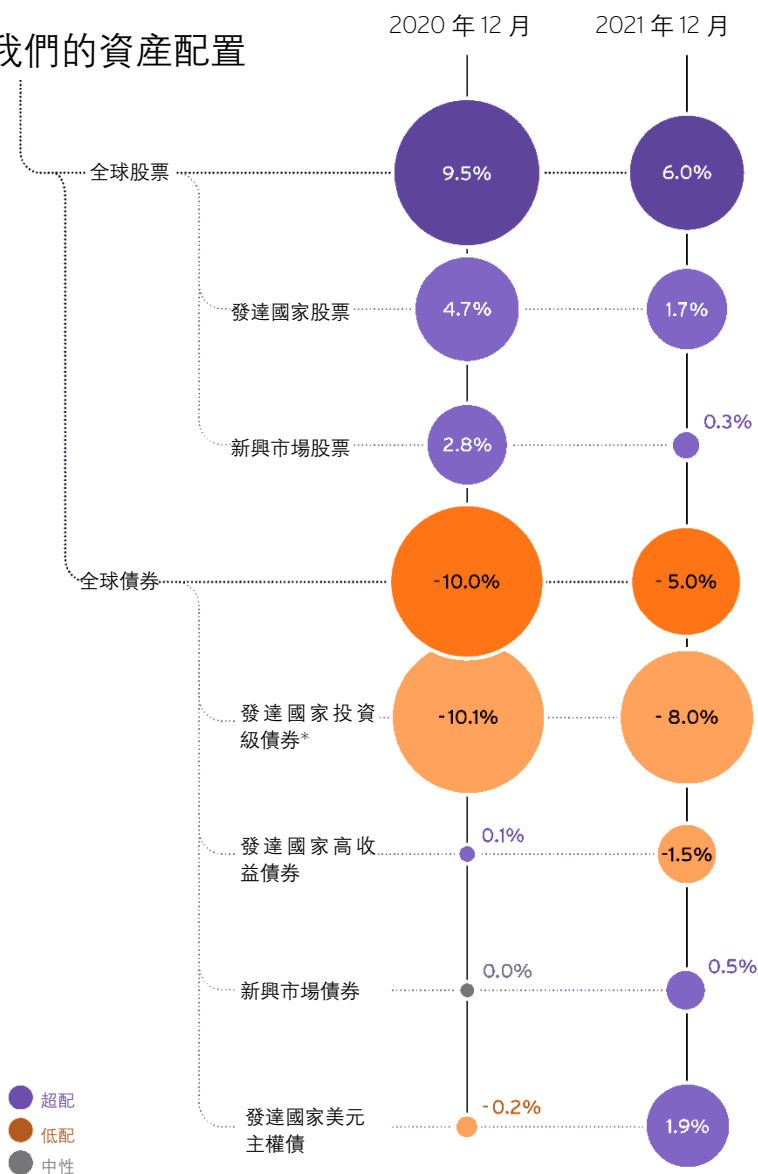 2020 年 12 月 2021 年 12 月
我們的資產配置
全球股票 9.5% 6.0%
發達國家股票 4.7% 1.7%
新興市場股票 2.8% 0.3%
全球債券 -10.0% - 5.0%
發達國家投資
級債券* -10.1% - 8.0%
發達國家高收
益債券 0.1% -1.5%
新興市場債券 0.0% 0.5%
發達國家美元
主權債 - 0.2% 1.9%
超配
低配
中性